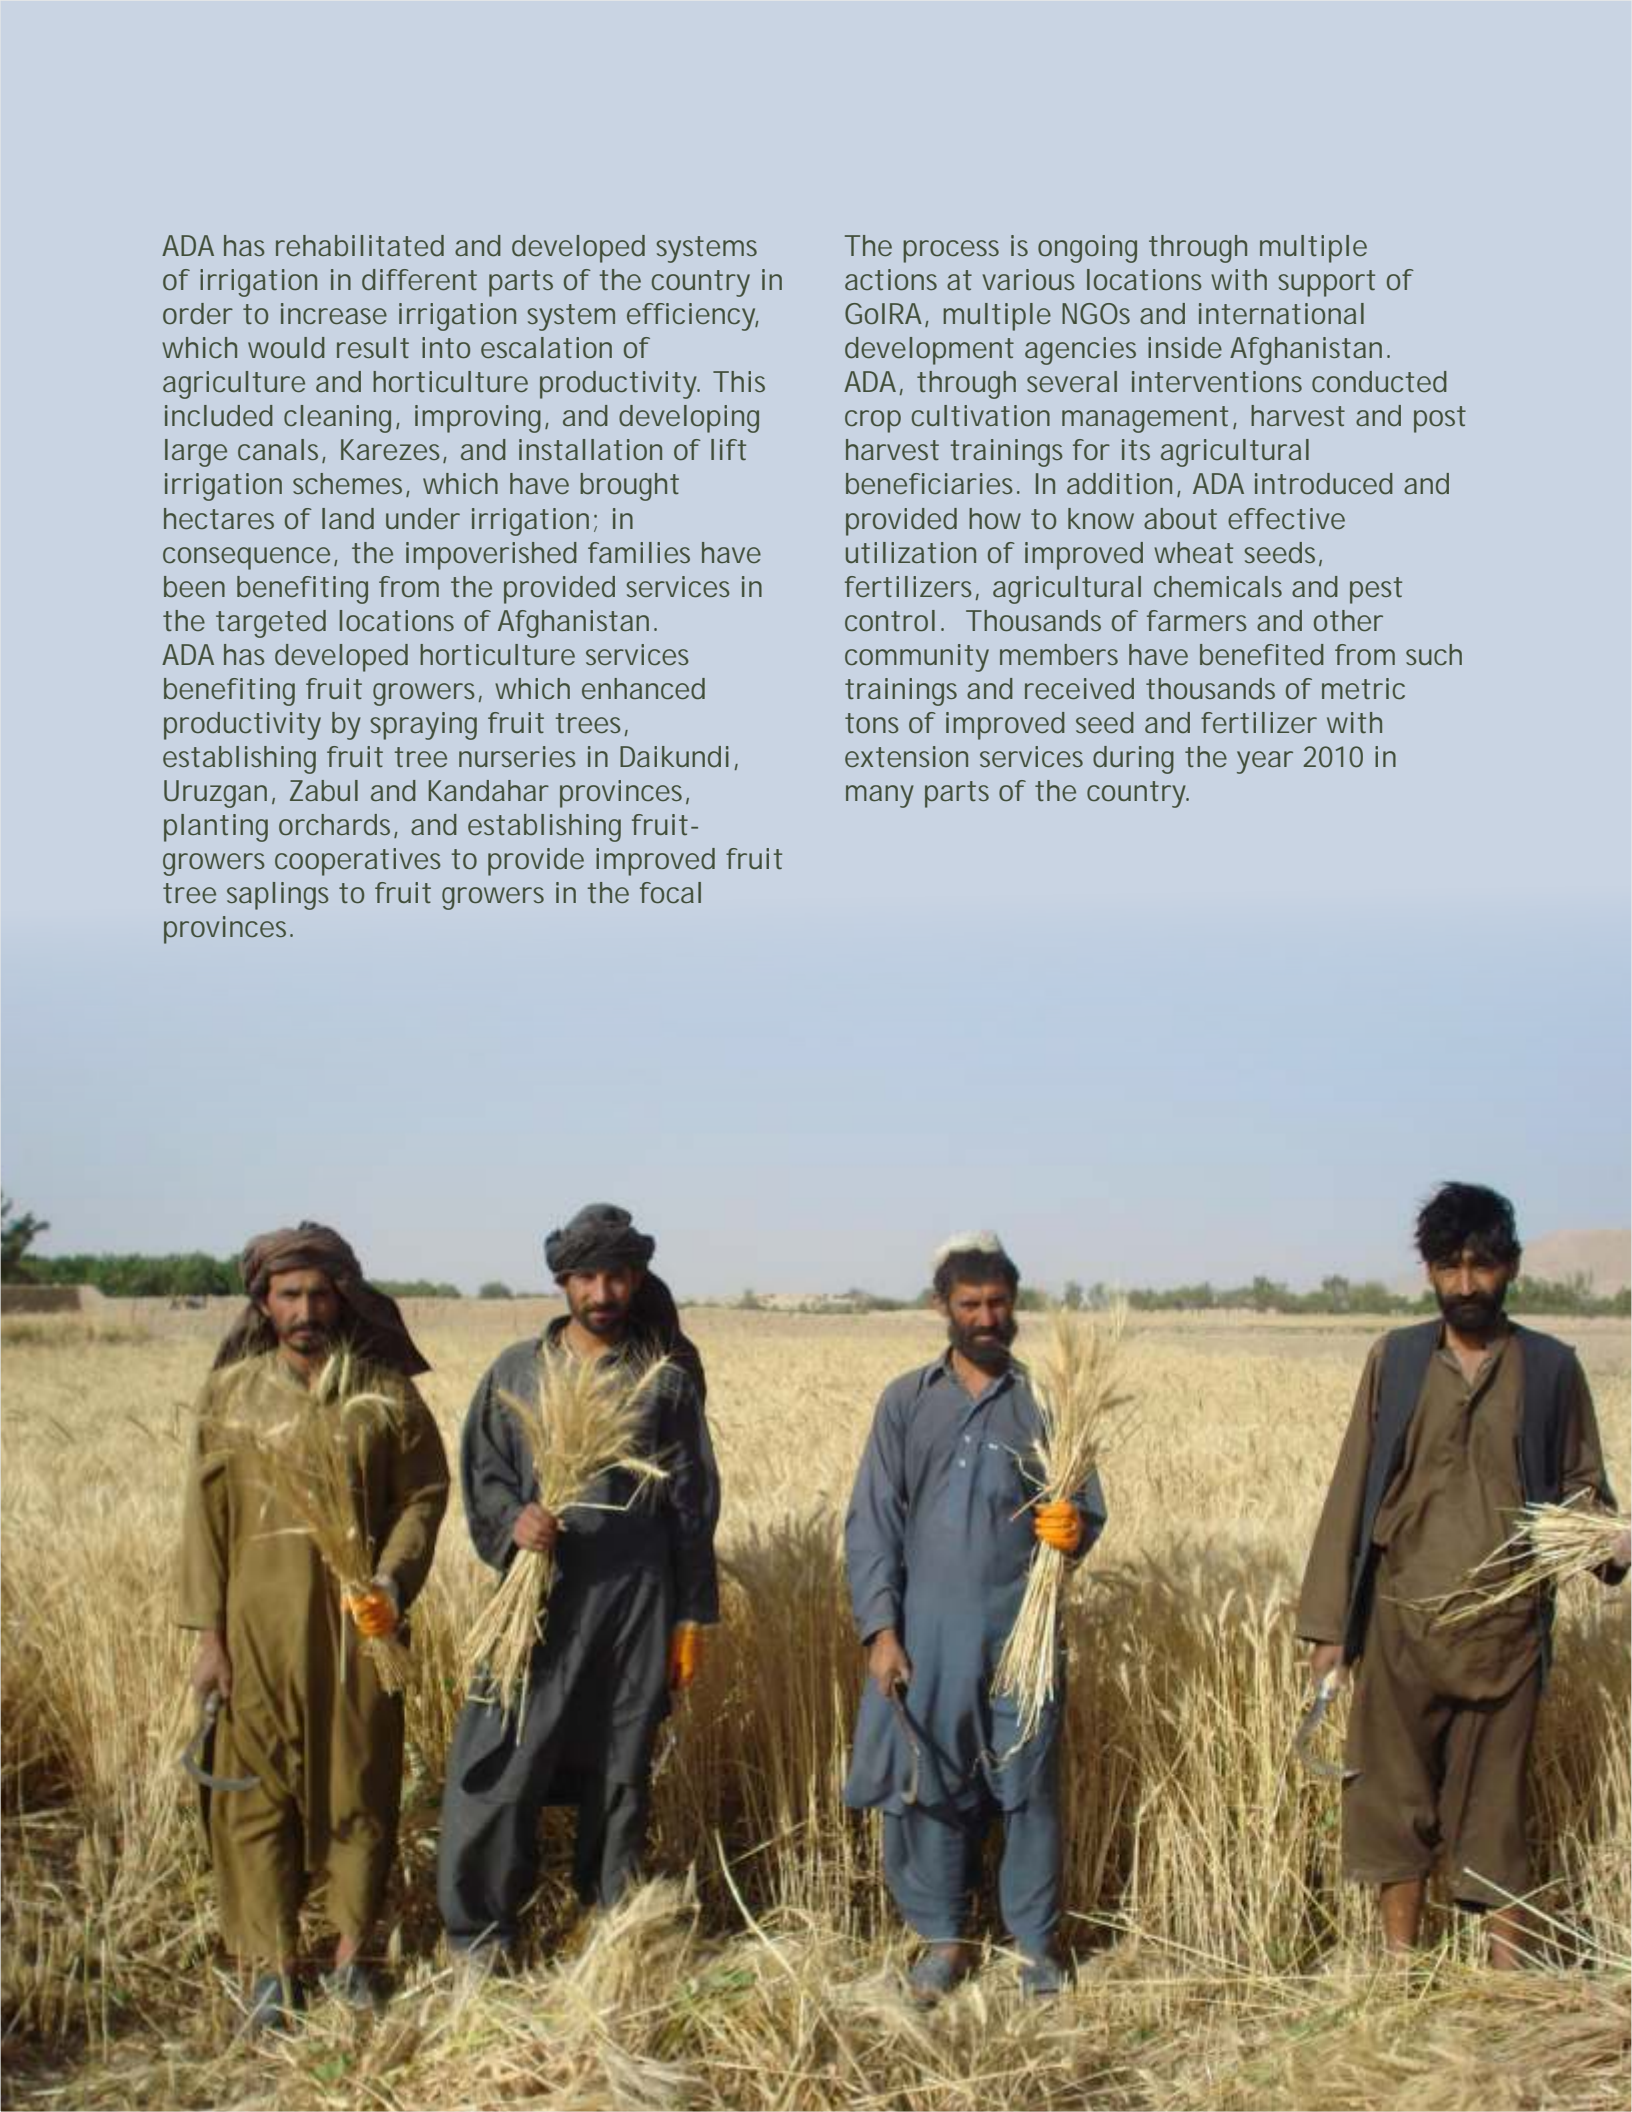 ADA has rehabilitated and developed systems
of irrigation in different parts of the country in
order to increase irrigation system efficiency,
which would result into escalation of
agriculture and horticulture productivity. This
included cleaning, improving, and developing
large canals, Karezes, and installation of lift
irrigation schemes, which have brought
hectares of land under irrigation; in
consequence, the impoverished families have
been benefiting from the provided services in
the targeted locations of Afghanistan.
ADA has developed horticulture services
benefiting fruit growers, which enhanced
productivity by spraying fruit trees,
establishing fruit tree nurseries in Daikundi,
Uruzgan, Zabul and Kandahar provinces,
planting orchards, and establishing fruit-
growers cooperatives to provide improved fruit
tree saplings to fruit growers in the focal
provinces.
The process is ongoing through multiple
actions at various locations with support of
GoIRA, multiple NGOs and international
development agencies inside Afghanistan.
ADA, through several interventions conducted
crop cultivation management, harvest and post
harvest trainings for its agricultural
beneficiaries. In addition, ADA introduced and
provided how to know about effective
utilization of improved wheat seeds,
fertilizers, agricultural chemicals and pest
control.  Thousands of farmers and other
community members have benefited from such
trainings and received thousands of metric
tons of improved seed and fertilizer with
extension services during the year 2010 in
many parts of the country.